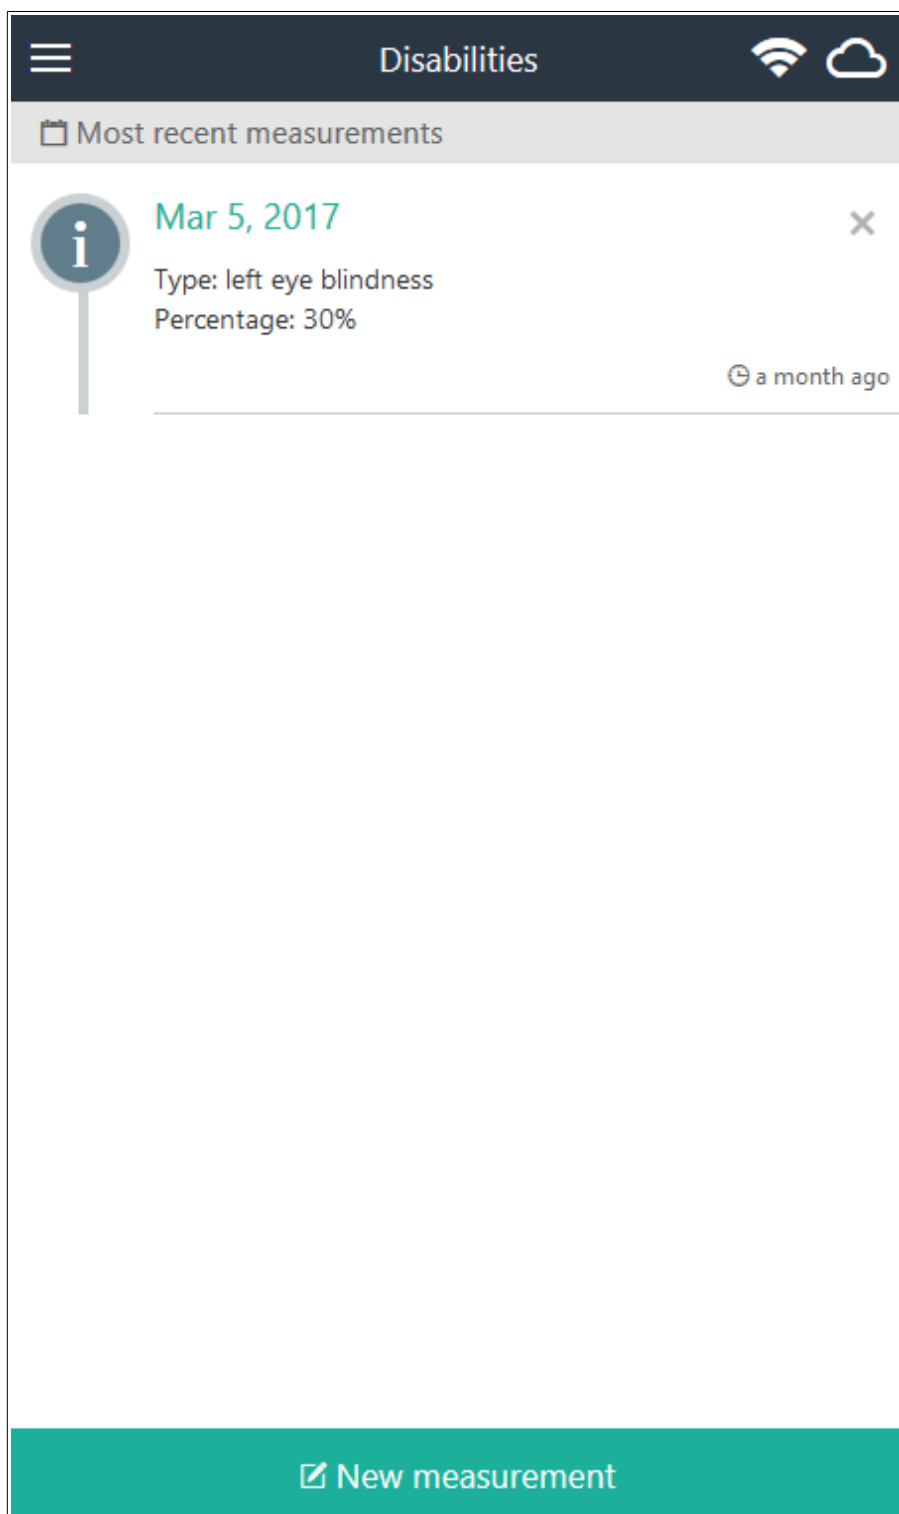 Disabilities
Most recent measurements
Mar 5, 2017
Type: left eye blindness
Percentage: 30%
a month ago
New measurement